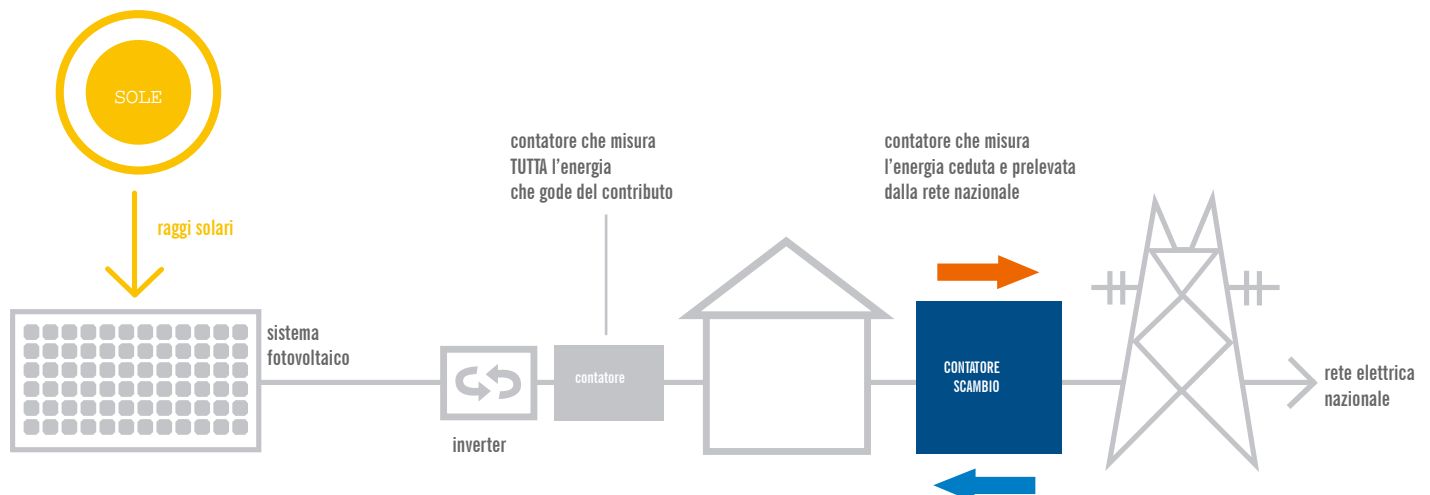 SOLE
raggi solari
sistema
fotovoltaico
inverter
contatore che misura
TUTTA l'energia
che gode del contributo
contatore
contatore che misura
l'energia ceduta e prelevata
dalla rete nazionale
CONTATORE
SCAMBIO
rete elettrica
nazionale